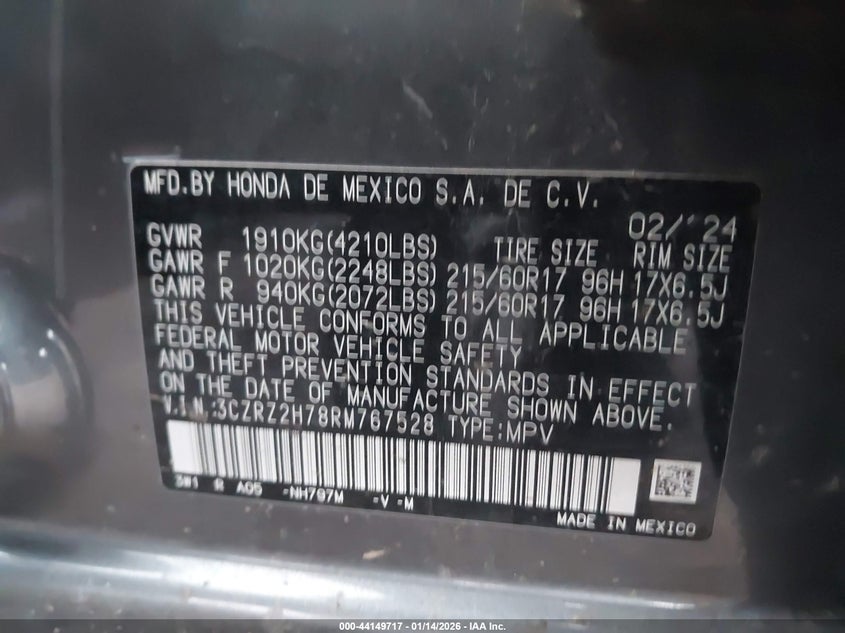 MFD.BY HONDA DE MEXICO S.A. DE C.V.
02/'24
GVWR 1910KG(4210LBS) TIRE SIZE RIM SIZE
GAWR F 1020KG(2248LBS) 215/60R17 96H 17X6.5J
GAWR R 940KG(2072LBS) 215/60R17 96H 17X6.5J
THIS VEHICLE CONFORMS TO ALL APPLICABLE
FEDERAL MOTOR VEHICLE SAFETY
AND THEFT PREVENTION STANDARDS IN EFFECT
ON THE DATE OF MANUFACTURE SHOWN ABOVE.
V.I.N.:3CZRZ2H78RM767528 TYPE:MPV
3W1 A05 -NH797M -V -M
MADE IN MEXICO
000-44149717 - 01/14/2026 - IAA Inc.